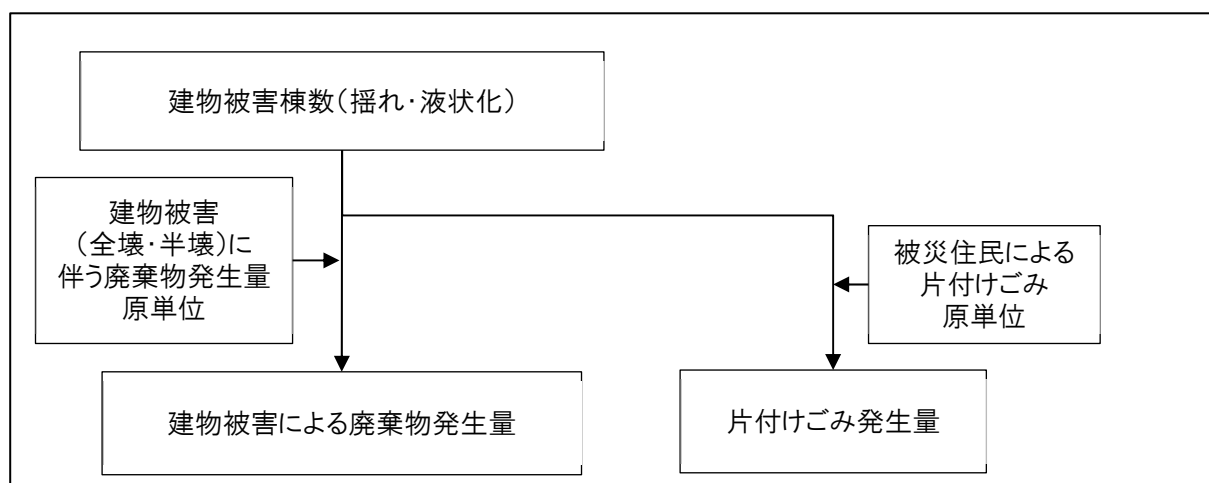 建物被害棟数（揺れ・液状化）
建物被害
（全壊・半壊）に
伴う廃棄物発生量
原単位
被災住民による
片付けごみ
原単位
建物被害による廃棄物発生量
片付けごみ発生量